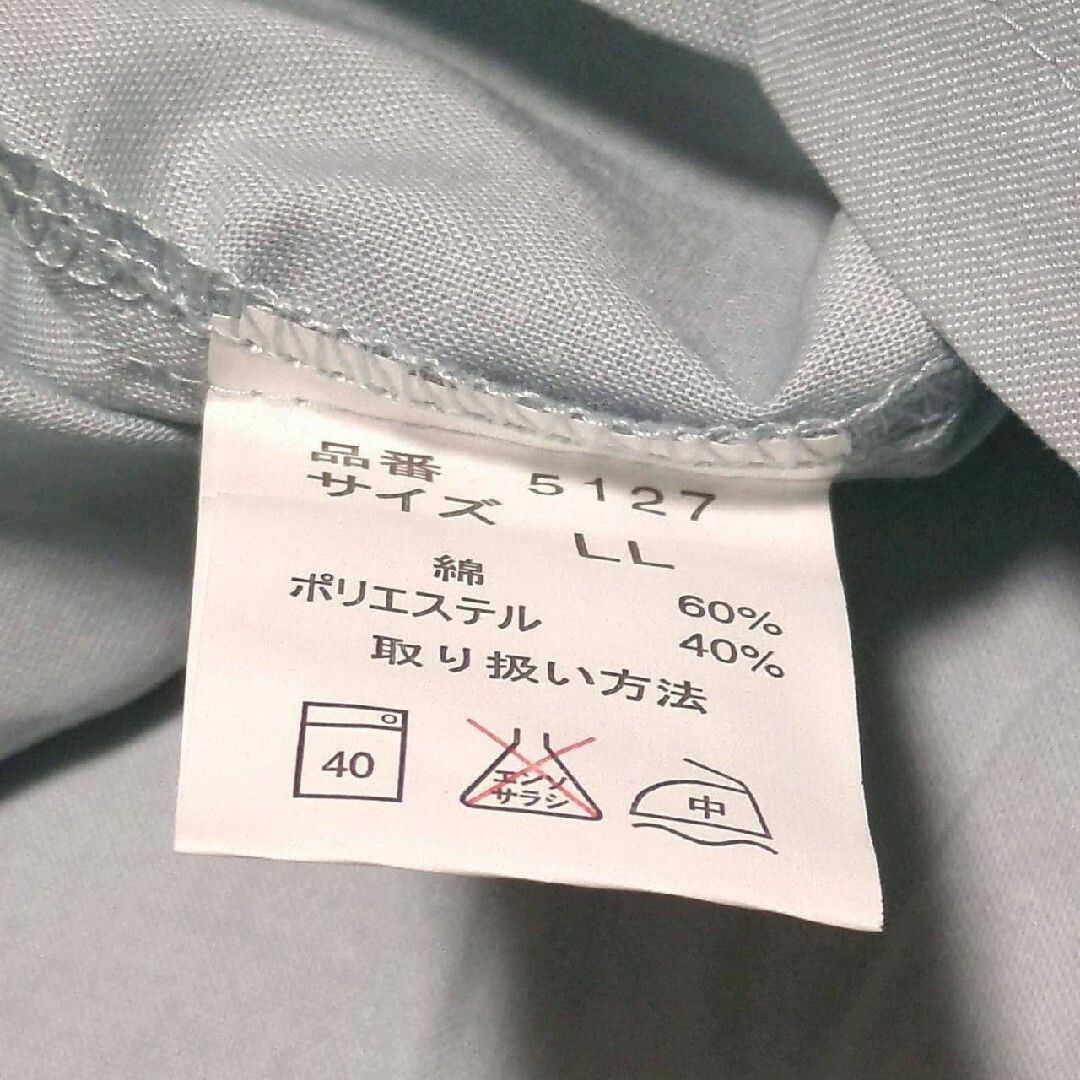 品番 5127
サイズ LL
綿 60%
ポリエステル 40%
取り扱い方法
40
エンソ
サラシ
中